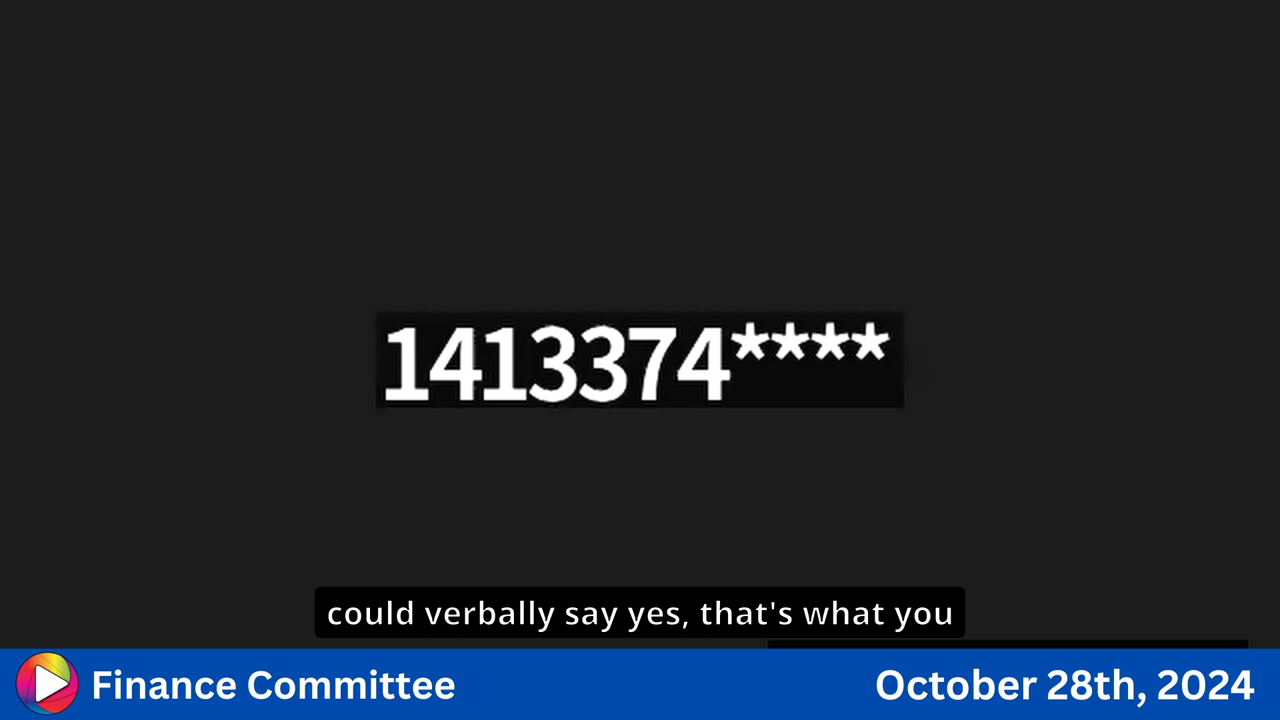 1413374****
could verbally say yes, that's what you
Finance Committee
October 28th, 2024